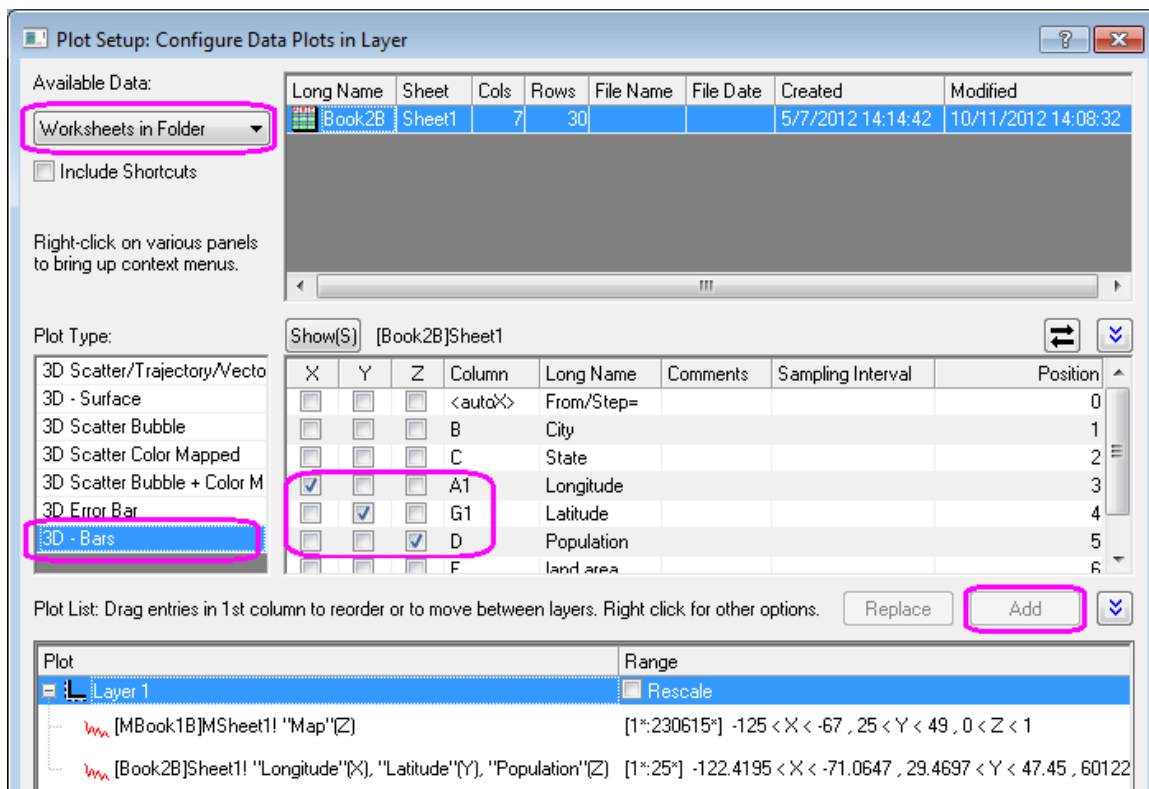 Plot Setup: Configure Data Plots in Layer
Available Data:
Worksheets in Folder
Include Shortcuts
Right-click on various panels
to bring up context menus.
Long Name Sheet Cols Rows File Name File Date Created Modified
Book2B Sheet1 7 30 5/7/2012 14:14:42 10/11/2012 14:08:32
Plot Type:
3D Scatter/Trajectory/Vecto
3D - Surface
3D Scatter Bubble
3D Scatter Color Mapped
3D Scatter Bubble + Color M
3D Error Bar
3D - Bars
Show(S) [Book2B]Sheet1
X Y Z Column Long Name Comments Sampling Interval Position
<autoX> From/Step= 0
B City 1
C State 2
A1 Longitude 3
G1 Latitude 4
D Population 5
land area 6
Plot List: Drag entries in 1st column to reorder or to move between layers. Right click for other options. Replace Add
Plot Range
Layer 1 Rescale
[MBook1B]MSheet1! "Map"(Z) [1*:230615*] -125 < X < -67 , 25 < Y < 49 , 0 < Z < 1
[Book2B]Sheet1! "Longitude"(X), "Latitude"(Y), "Population"(Z) [1*:25*] -122.4195 < X < -71.0647 , 29.4697 < Y < 47.45 , 60122